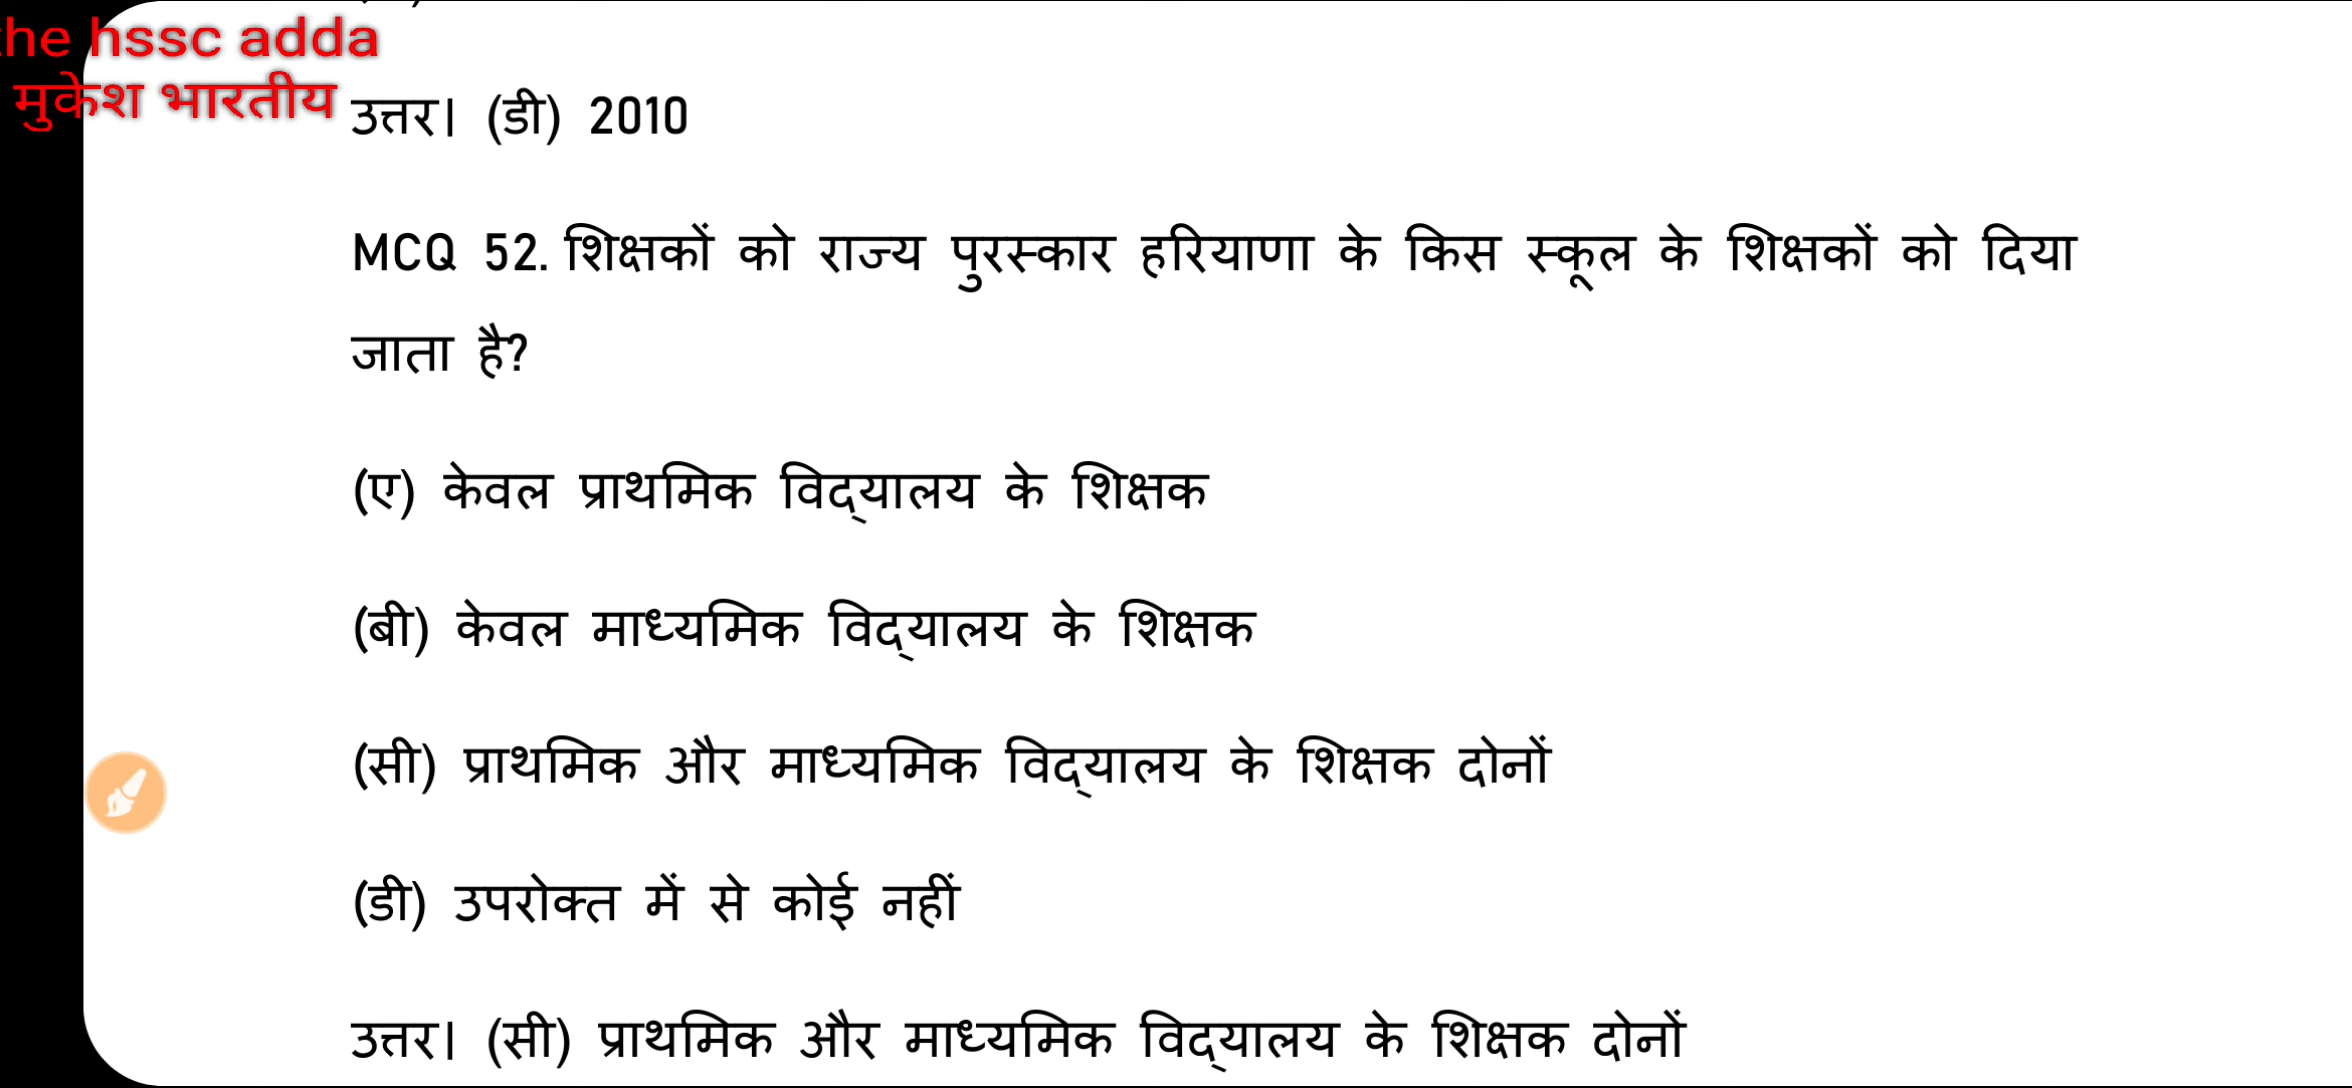 he hssc adda
मुकेश भारतीय
उत्तर। (डी) 2010
MCQ 52. शिक्षकों को राज्य पुरस्कार हरियाणा के किस स्कूल के शिक्षकों को दिया
जाता है?
(ए) केवल प्राथमिक विद्यालय के शिक्षक
(बी) केवल माध्यमिक विद्यालय के शिक्षक
(सी) प्राथमिक और माध्यमिक विद्यालय के शिक्षक दोनों
(डी) उपरोक्त में से कोई नहीं
उत्तर। (सी) प्राथमिक और माध्यमिक विद्यालय के शिक्षक दोनों